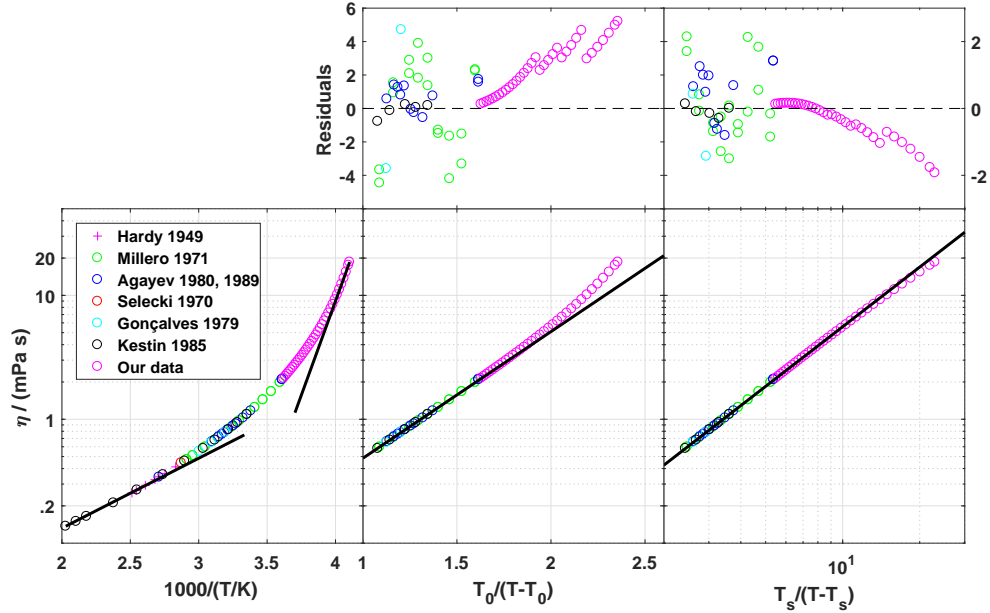 6
4
2
0
-2
-4
Residuals
2
0
-2
20
10
1
.2
η / (mPa s)
Hardy 1949
Millero 1971
Agayev 1980, 1989
Selecki 1970
Gonçalves 1979
Kestin 1985
Our data
2 2.5 3 3.5 4
1 1.5 2 2.5
10¹
1000/(T/K)
T₀/(T-T₀)
Tₛ/(T-Tₛ)